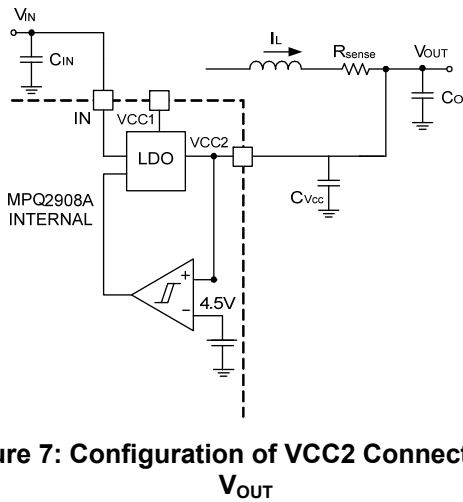 VIN
CIN
IL
Rsense
VOUT
CO
IN
VCC1
LDO
VCC2
MPQ2908A
INTERNAL
CVcc
+
4.5V
−
ure 7: Configuration of VCC2 Connect
VOUT